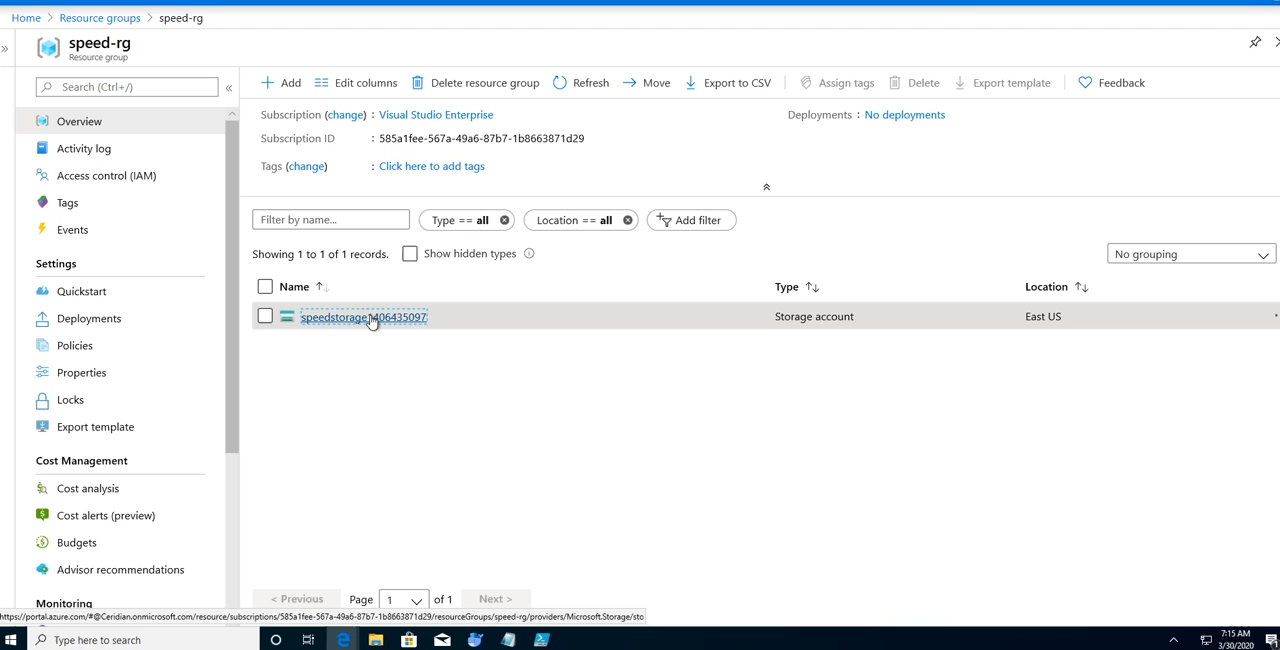 Home > Resource groups > speed-rg
speed-rg
Resource group
Search (Ctrl+/)
Overview
Activity log
Access control (IAM)
Tags
Events
Settings
Quickstart
Deployments
Policies
Properties
Locks
Export template
Cost Management
Cost analysis
Cost alerts (preview)
Budgets
Advisor recommendations
Monitoring
Add Edit columns Delete resource group Refresh Move Export to CSV Assign tags Delete Export template Feedback
Subscription (change) : Visual Studio Enterprise
Deployments : No deployments
Subscription ID : 585a1fee-567a-49a6-87b7-1b8663871d29
Tags (change) : Click here to add tags
Filter by name... Type == all Location == all Add filter
Showing 1 to 1 of 1 records. Show hidden types
No grouping
Name Type Location
Storage account East US
< Previous Page 1 of 1 Next >
https://portal.azure.com/#@Ceridian.onmicrosoft.com/resource/subscriptions/585a1fee-567a-49a6-87b7-1b8663871d29/resourceGroups/speed-rg/providers/Microsoft.Storage/sto
Type here to search
7:15 AM
3/30/2020